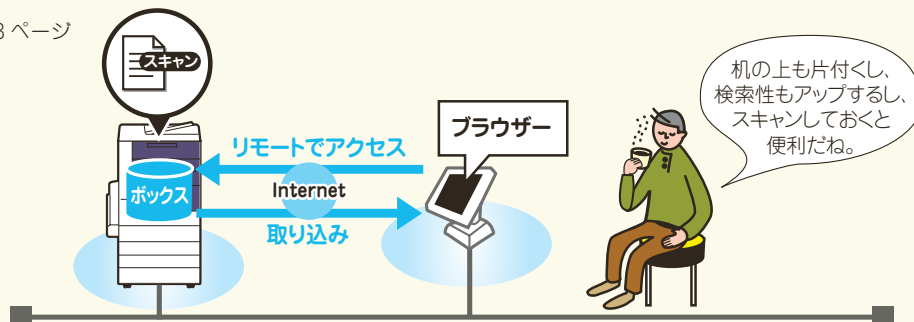 3 ページ
スキャン
机の上も片付くし、
検索性もアップするし、
スキャンしておくと
便利だね。
ブラウザー
リモートでアクセス
ボックス
Internet
取り込み